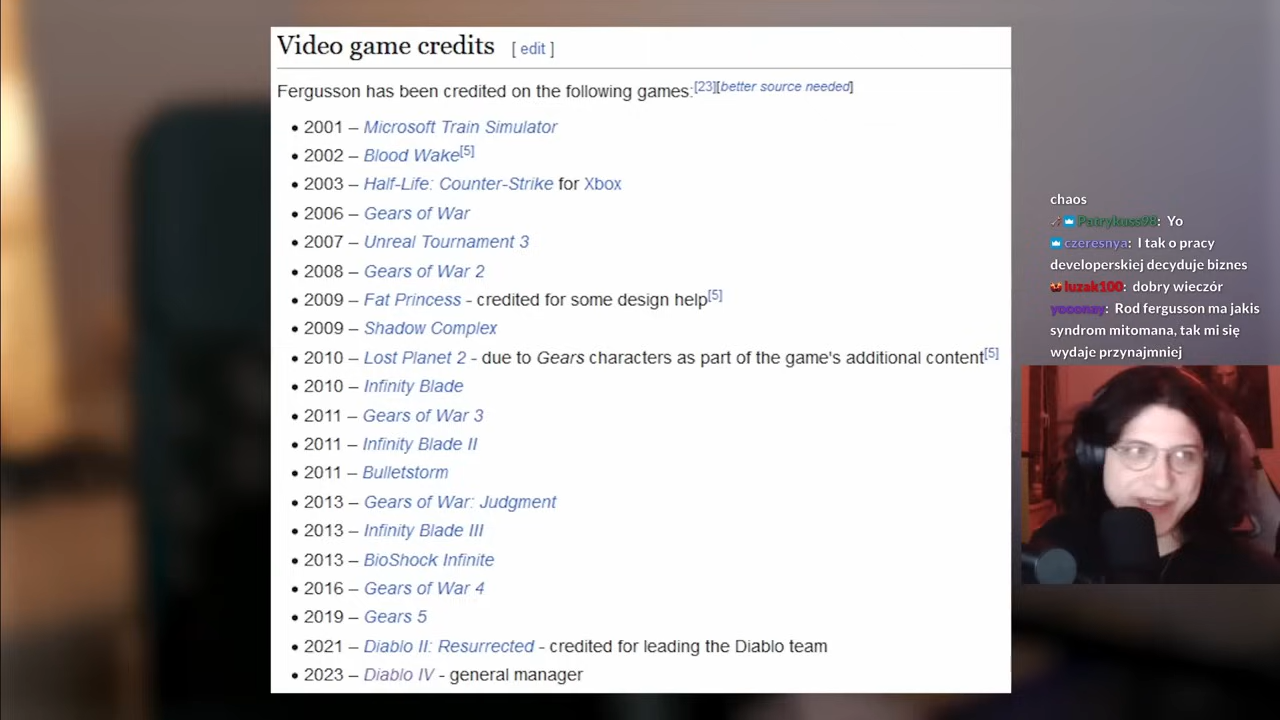 Video game credits [ edit ]
Fergusson has been credited on the following games:[23][better source needed]
• 2001 – Microsoft Train Simulator
• 2002 – Blood Wake[5]
• 2003 – Half-Life: Counter-Strike for Xbox
• 2006 – Gears of War
• 2007 – Unreal Tournament 3
• 2008 – Gears of War 2
• 2009 – Fat Princess - credited for some design help[5]
• 2009 – Shadow Complex
• 2010 – Lost Planet 2 - due to Gears characters as part of the game's additional content[5]
• 2010 – Infinity Blade
• 2011 – Gears of War 3
• 2011 – Infinity Blade II
• 2011 – Bulletstorm
• 2013 – Gears of War: Judgment
• 2013 – Infinity Blade III
• 2013 – BioShock Infinite
• 2016 – Gears of War 4
• 2019 – Gears 5
• 2021 – Diablo II: Resurrected - credited for leading the Diablo team
• 2023 – Diablo IV - general manager
chaos
Patrykuss98: Yo
czeresnya: I tak o pracy
developerskiej decyduje biznes
luzak100: dobry wieczór
yooonay: Rod fergusson ma jakis
syndrom mitomana, tak mi się
wydaje przynajmniej